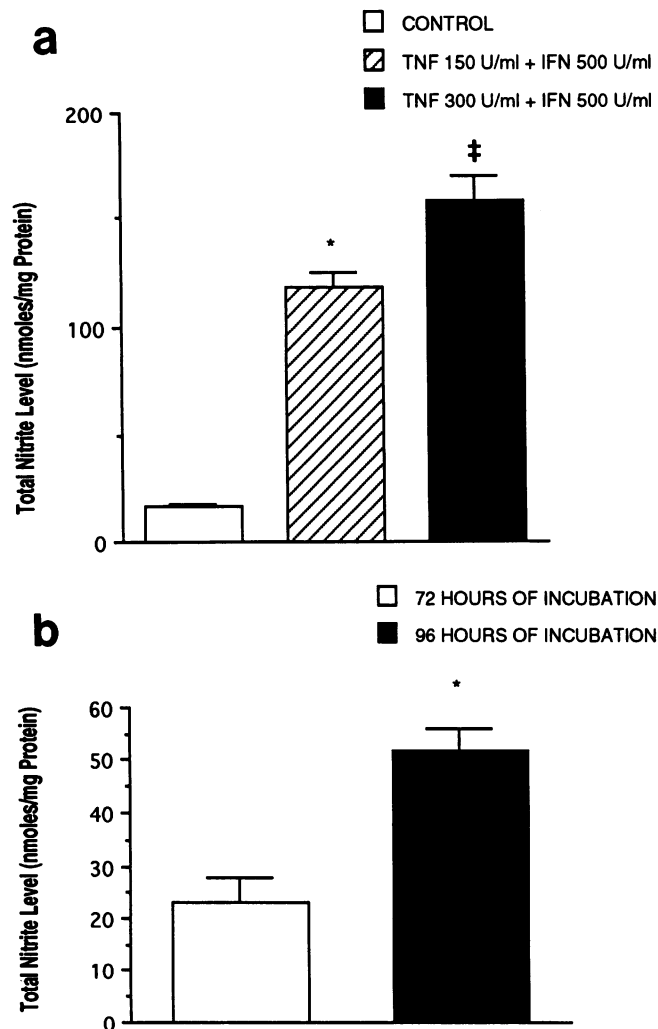 a
CONTROL
TNF 150 U/ml + IFN 500 U/ml
TNF 300 U/ml + IFN 500 U/ml
Total Nitrite Level (nmoles/mg Protein)
200
100
0
*
‡
b
72 HOURS OF INCUBATION
96 HOURS OF INCUBATION
Total Nitrite Level (nmoles/mg Protein)
60
50
40
30
20
10
0
*